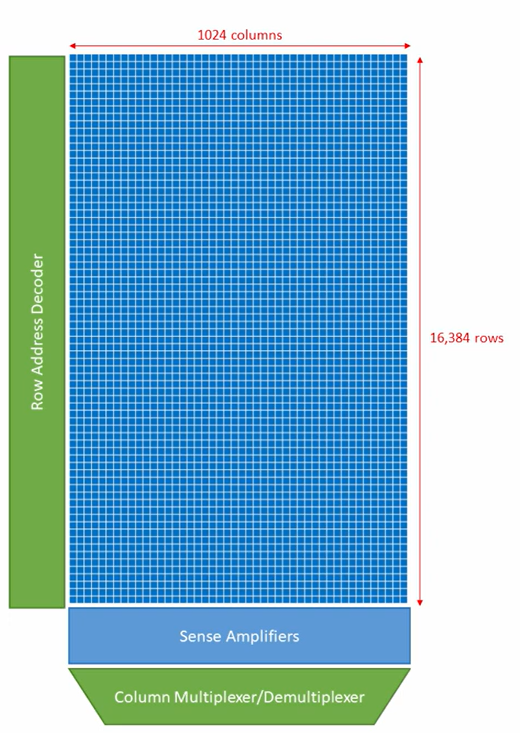 1024 columns
Row Address Decoder
16,384 rows
Sense Amplifiers
Column Multiplexer/Demultiplexer